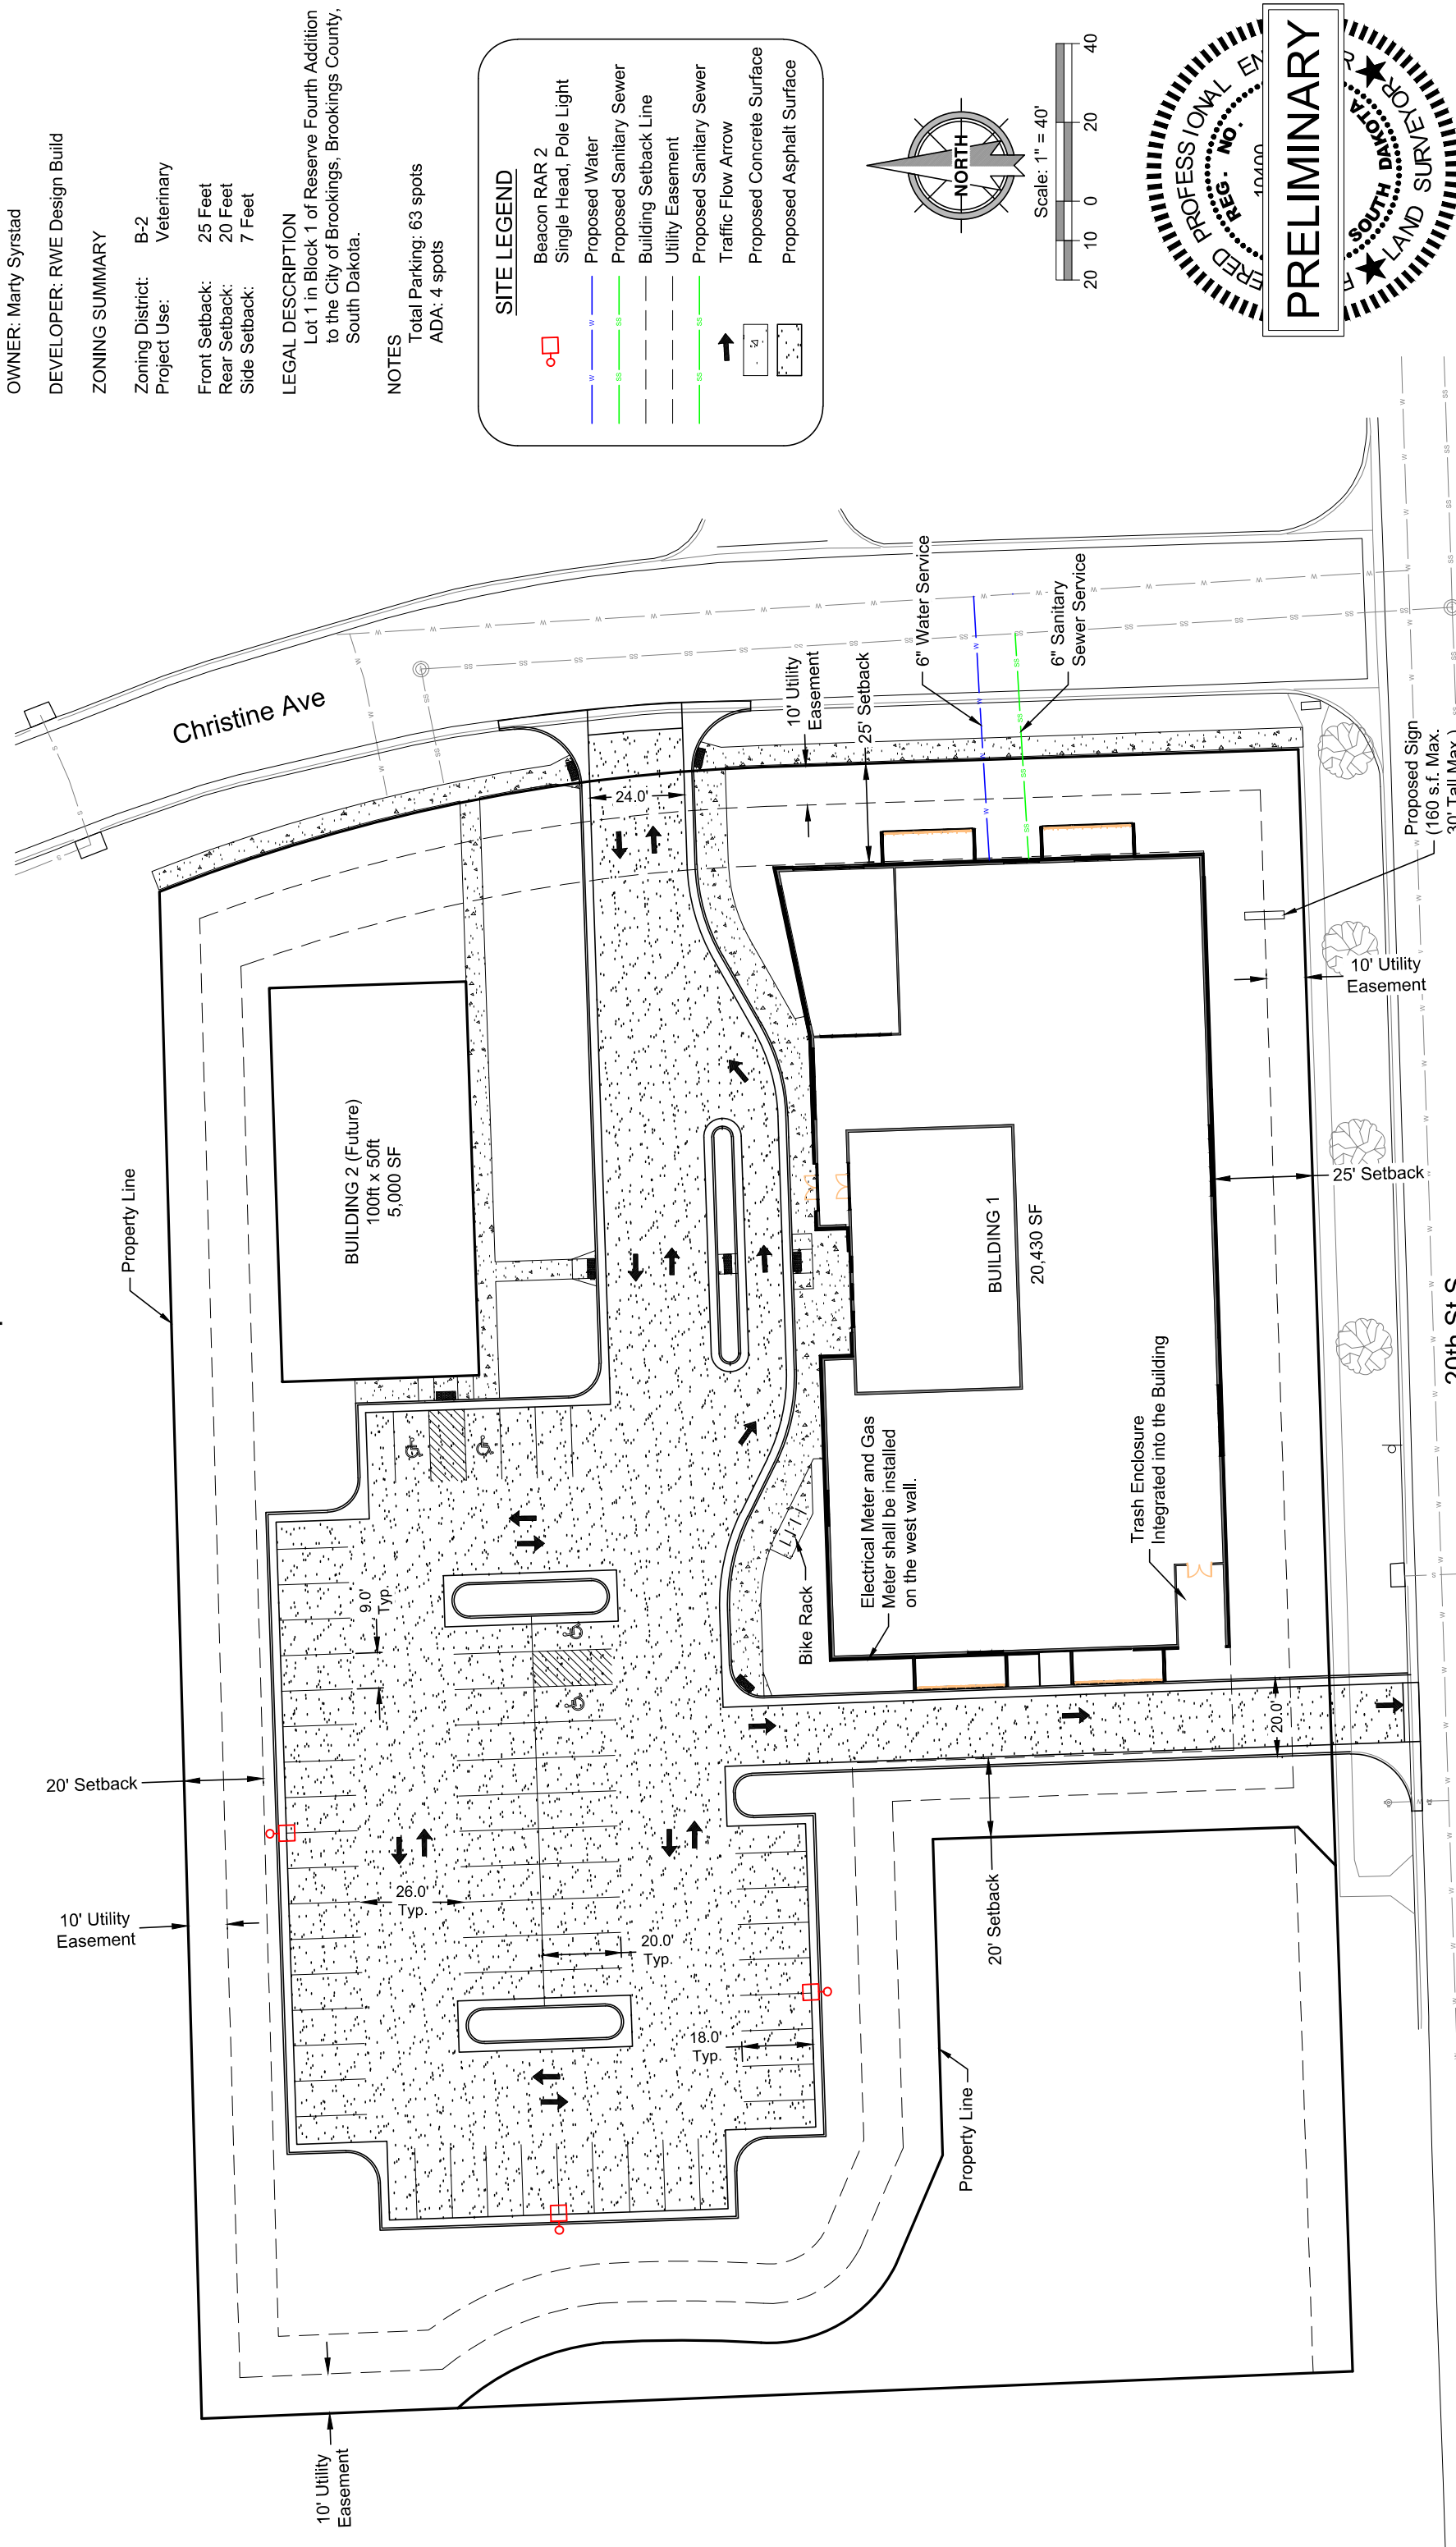 OWNER: Marty Syrstad
DEVELOPER: RWE Design Build
ZONING SUMMARY
Zoning District: B-2
Project Use: Veterinary
Front Setback: 25 Feet
Rear Setback: 20 Feet
Side Setback: 7 Feet
LEGAL DESCRIPTION
Lot 1 in Block 1 of Reserve Fourth Addition
to the City of Brookings, Brookings County,
South Dakota.
NOTES
Total Parking: 63 spots
ADA: 4 spots
SITE LEGEND
Beacon RAR 2
Single Head, Pole Light
W W Proposed Water
SS SS Proposed Sanitary Sewer
Building Setback Line
Utility Easement
SS SS Proposed Sanitary Sewer
Traffic Flow Arrow
Proposed Concrete Surface
Proposed Asphalt Surface
NORTH
Scale: 1" = 40'
20 10 0 20 40
PROFESSIONAL
REG. NO.
PRELIMINARY
SOUTH DAKOTA
LAND SURVEYOR
Christine Ave
Property Line
BUILDING 2 (Future)
100ft x 50ft
5,000 SF
24.0'
10' Utility
Easement
25' Setback
6" Water Service
6" Sanitary
Sewer Service
Proposed Sign
(160 s.f. Max.
30' Tall Max.)
10' Utility
Easement
25' Setback
BUILDING 1
20,430 SF
Electrical Meter and Gas
Meter shall be installed
on the west wall.
Trash Enclosure
Integrated into the Building
Bike Rack
9.0'
Typ.
20' Setback
10' Utility
Easement
26.0'
Typ.
20.0'
Typ.
18.0'
Typ.
20.0'
20' Setback
Property Line
10' Utility
Easement
20th St S